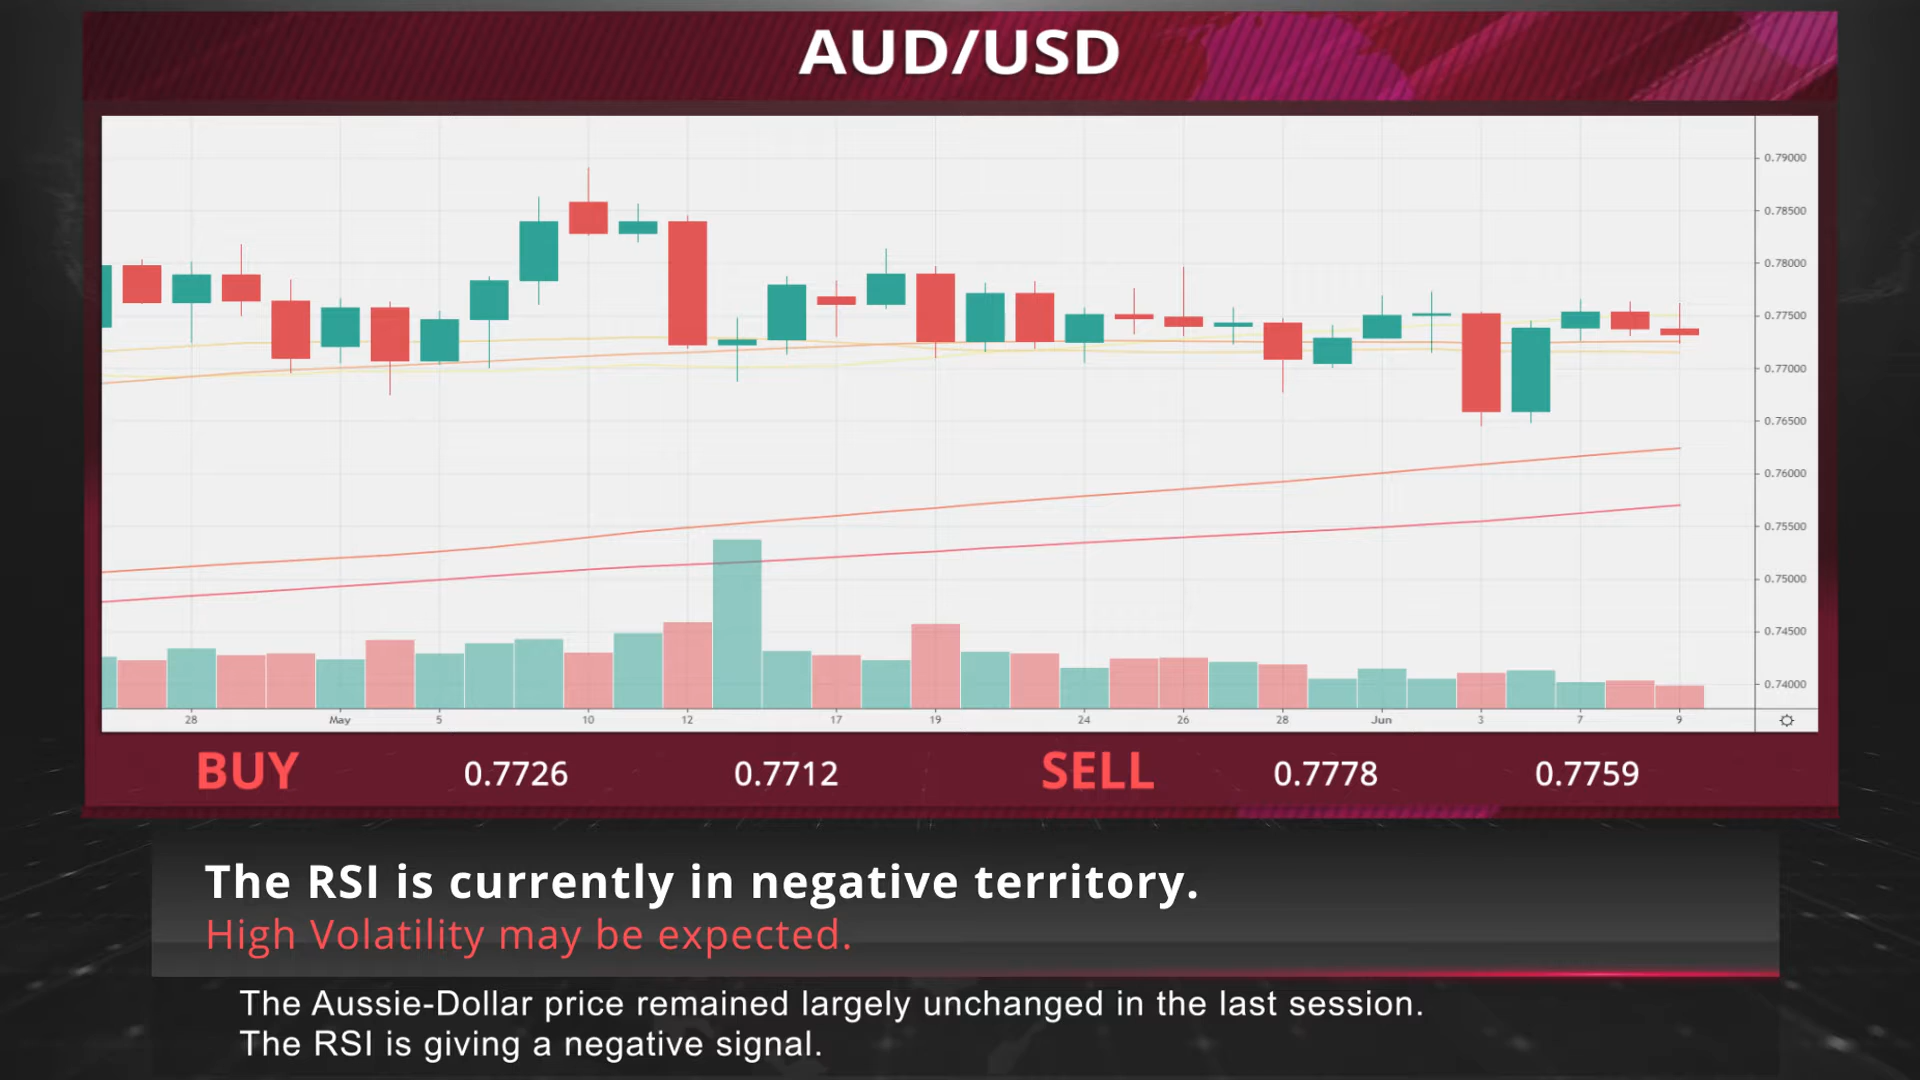 AUD/USD
0.79000
0.78500
0.78000
0.77500
0.77000
0.76500
0.76000
0.75500
0.75000
0.74500
0.74000
28 May 5 10 12 17 19 24 26 28 Jun 3 7 9
BUY 0.7726 0.7712 SELL 0.7778 0.7759
The RSI is currently in negative territory.
High Volatility may be expected.
The Aussie-Dollar price remained largely unchanged in the last session.
The RSI is giving a negative signal.